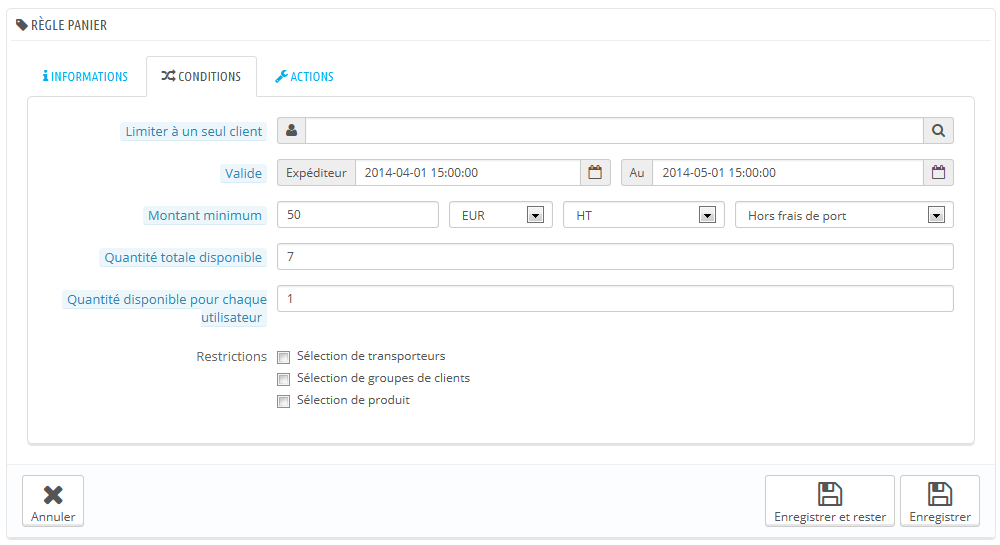 RÈGLE PANIER
INFORMATIONS CONDITIONS ACTIONS
Limiter à un seul client
Valide Expéditeur 2014-04-01 15:00:00 Au 2014-05-01 15:00:00
Montant minimum 50 EUR HT Hors frais de port
Quantité totale disponible 7
Quantité disponible pour chaque 1
utilisateur
Restrictions Sélection de transporteurs
Sélection de groupes de clients
Sélection de produit
Annuler Enregistrer et rester Enregistrer